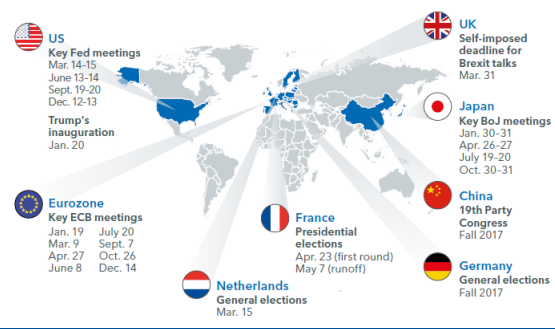 US
Key Fed meetings
Mar. 14-15
June 13-14
Sept. 19-20
Dec. 12-13
Trump's
inauguration
Jan. 20
UK
Self-imposed
deadline for
Brexit talks
Mar. 31
Japan
Key BoJ meetings
Jan. 30-31
Apr. 26-27
July 19-20
Oct. 30-31
China
19th Party
Congress
Fall 2017
Eurozone
Key ECB meetings
Jan. 19 July 20
Mar. 9 Sept. 7
Apr. 27 Oct. 26
June 8 Dec. 14
France
Presidential
elections
Apr. 23 (first round)
May 7 (runoff)
Germany
General elections
Fall 2017
Netherlands
General elections
Mar. 15